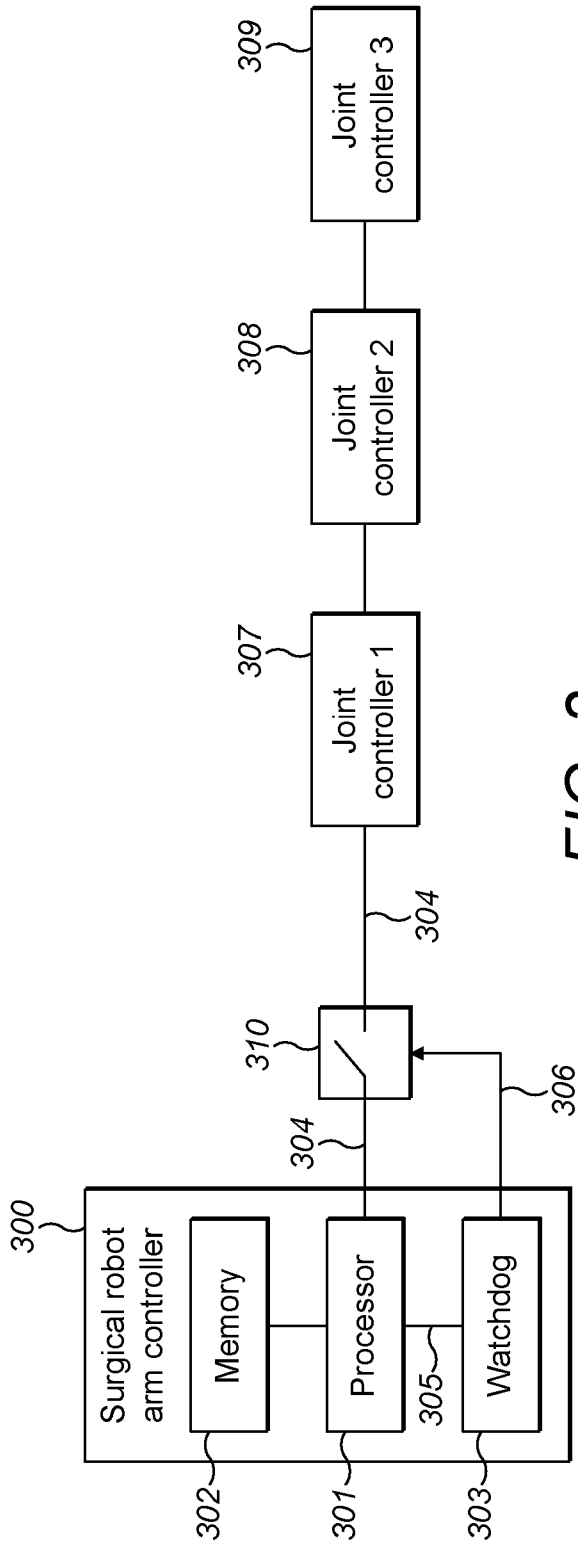 300
Surgical robot
arm controller
302
Memory
301
Processor
305
303
Watchdog
304
310
304
306
307
Joint
controller 1
308
Joint
controller 2
309
Joint
controller 3
FIG.